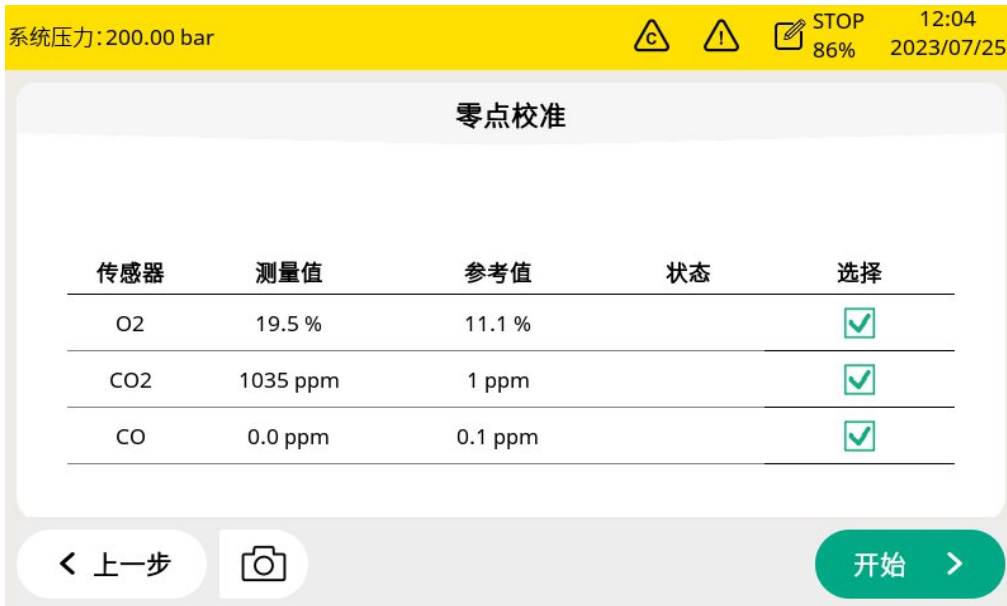 系统压力:200.00 bar
C
STOP
86%
12:04
2023/07/25
零点校准
传感器 测量值 参考值 状态 选择
O2 19.5 % 11.1 %
CO2 1035 ppm 1 ppm
CO 0.0 ppm 0.1 ppm
上一步
开始